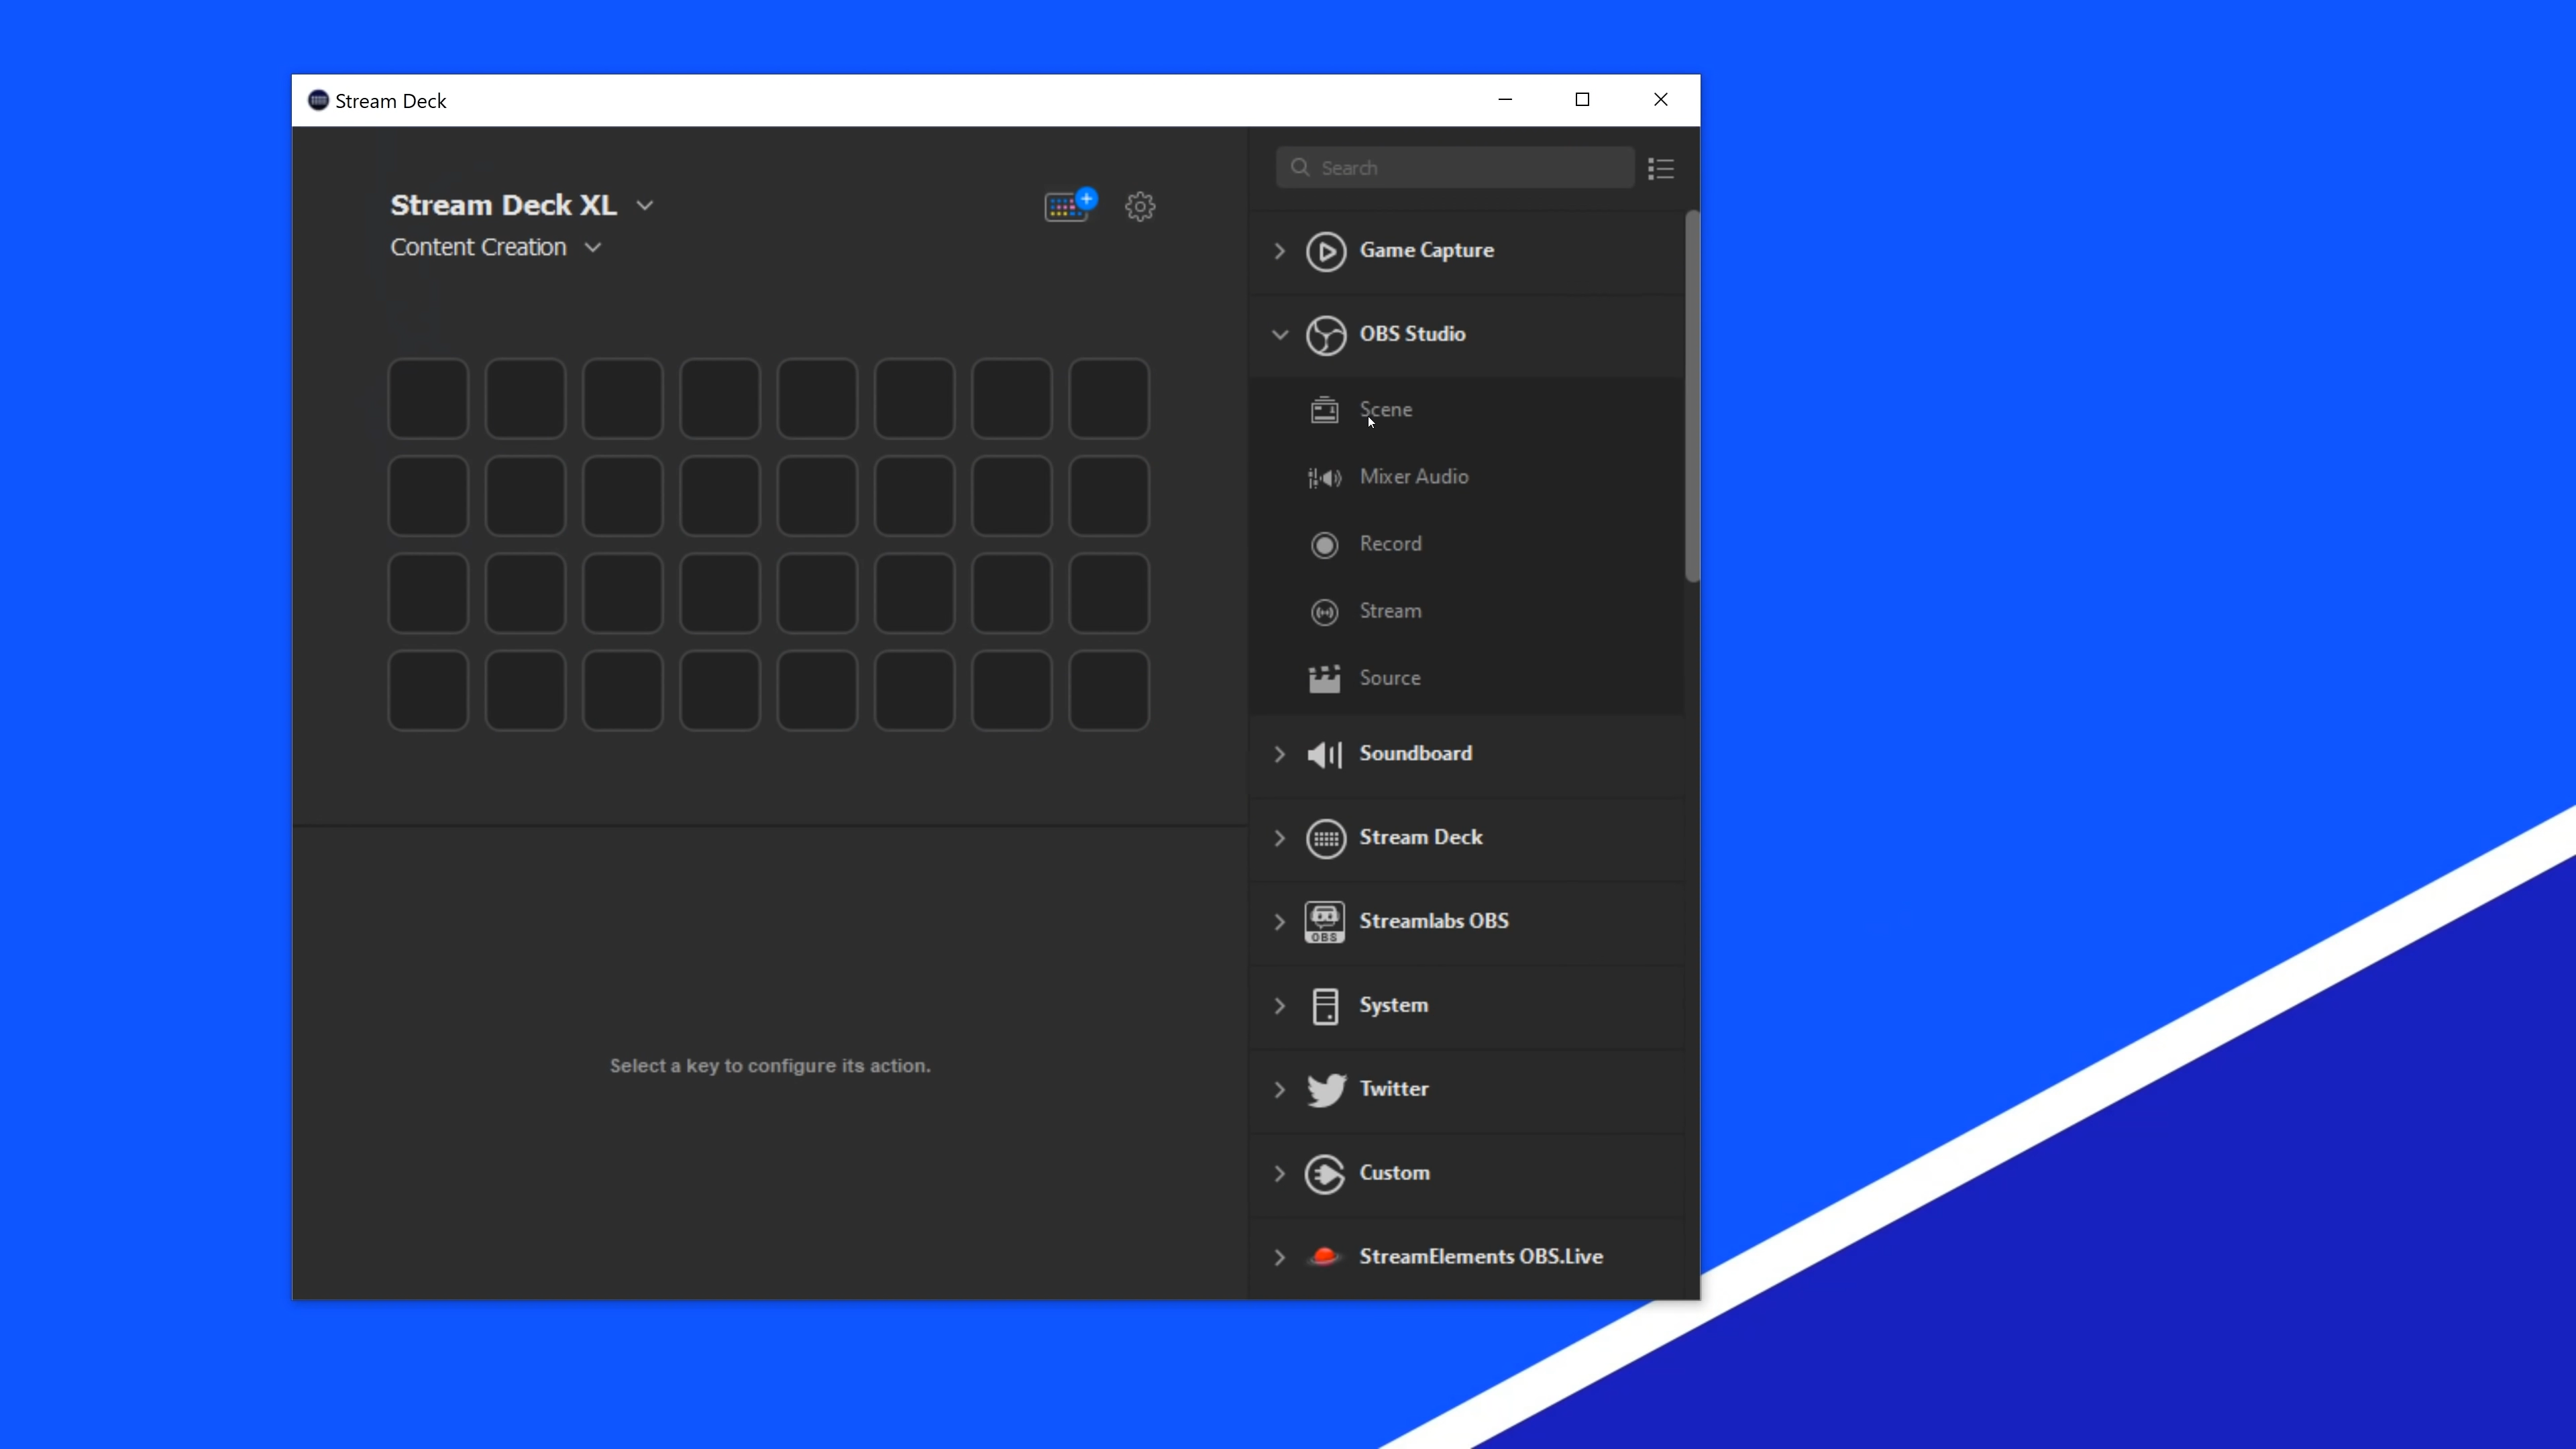 Stream Deck
Stream Deck XL
Content Creation
Search
Game Capture
OBS Studio
Scene
Mixer Audio
Record
Stream
Source
Soundboard
Stream Deck
OBS
Streamlabs OBS
System
Twitter
Custom
StreamElements OBS.Live
Select a key to configure its action.